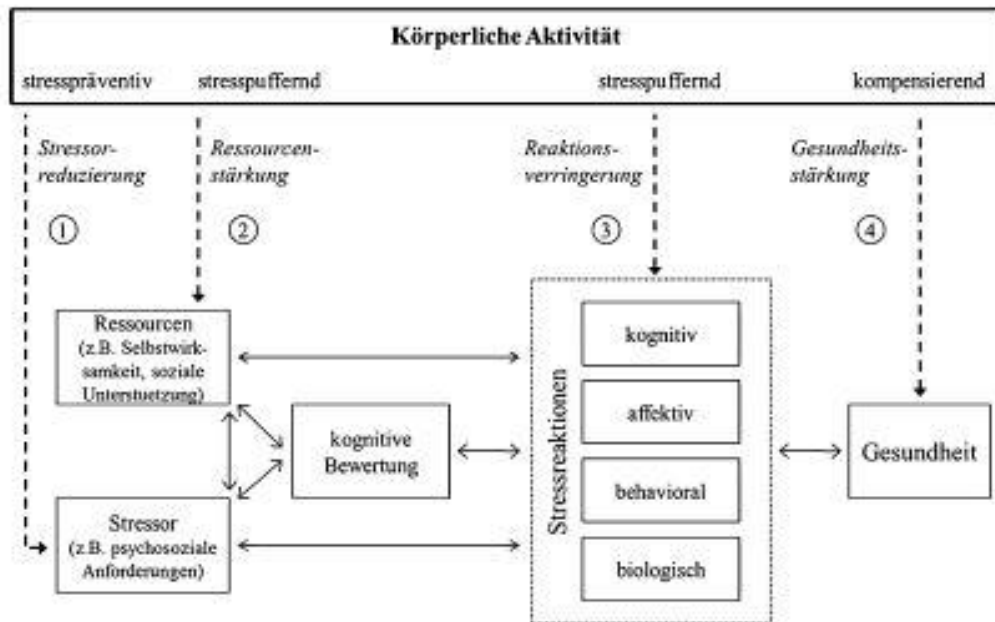 Körperliche Aktivität
stresspräventiv stresspuffernd stresspuffernd kompensierend
Stressor-
reduzierung
①
Ressourcen-
stärkung
②
Reaktions-
verringerung
③
Gesundheits-
stärkung
④
Ressourcen
(z.B. Selbstwirk-
samkeit, soziale
Unterstuetzung)
kognitive
Bewertung
Stressor
(z.B. psychosoziale
Anforderungen)
Stressreaktionen
kognitiv
affektiv
behavioral
biologisch
Gesundheit